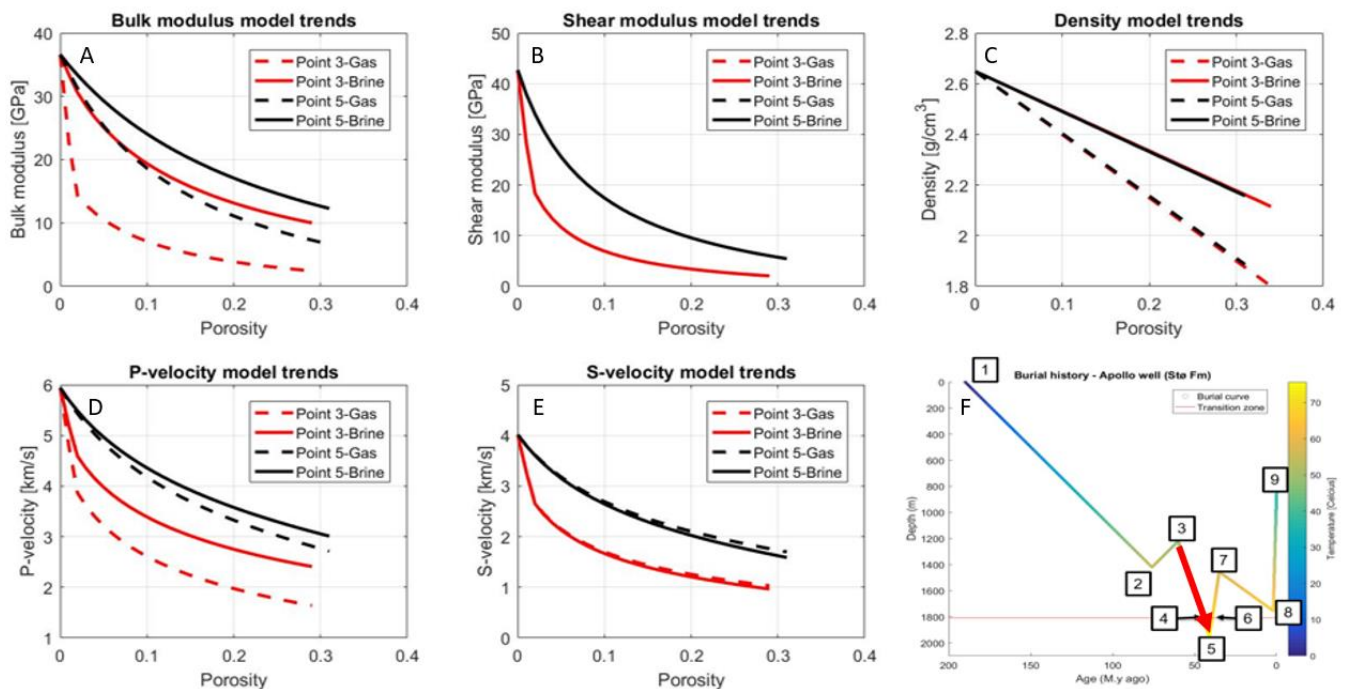 Bulk modulus model trends
A
Point 3-Gas
Point 3-Brine
Point 5-Gas
Point 5-Brine
40
30
20
10
0
Bulk modulus [GPa]
0 0.1 0.2 0.3 0.4
Porosity
Shear modulus model trends
B
Point 3-Gas
Point 3-Brine
Point 5-Gas
Point 5-Brine
50
40
30
20
10
0
Shear modulus [GPa]
0 0.1 0.2 0.3 0.4
Porosity
Density model trends
C
Point 3-Gas
Point 3-Brine
Point 5-Gas
Point 5-Brine
2.8
2.6
2.4
2.2
2
1.8
Density [g/cm³]
0 0.1 0.2 0.3 0.4
Porosity
P-velocity model trends
D
Point 3-Gas
Point 3-Brine
Point 5-Gas
Point 5-Brine
6
5
4
3
2
1
P-velocity [km/s]
0 0.1 0.2 0.3 0.4
Porosity
S-velocity model trends
E
Point 3-Gas
Point 3-Brine
Point 5-Gas
Point 5-Brine
5
4
3
2
1
0
S-velocity [km/s]
0 0.1 0.2 0.3 0.4
Porosity
Burial history - Apollo well (Stø Fm)
F
Burial curve
Transition zone
1
2
3
4
5
6
7
8
9
0
200
400
600
800
1000
1200
1400
1600
1800
2000
Depth (m)
200 150 100 50 0
Age (M.y ago)
70
60
50
40
30
20
10
0
Temperature [Celcius]